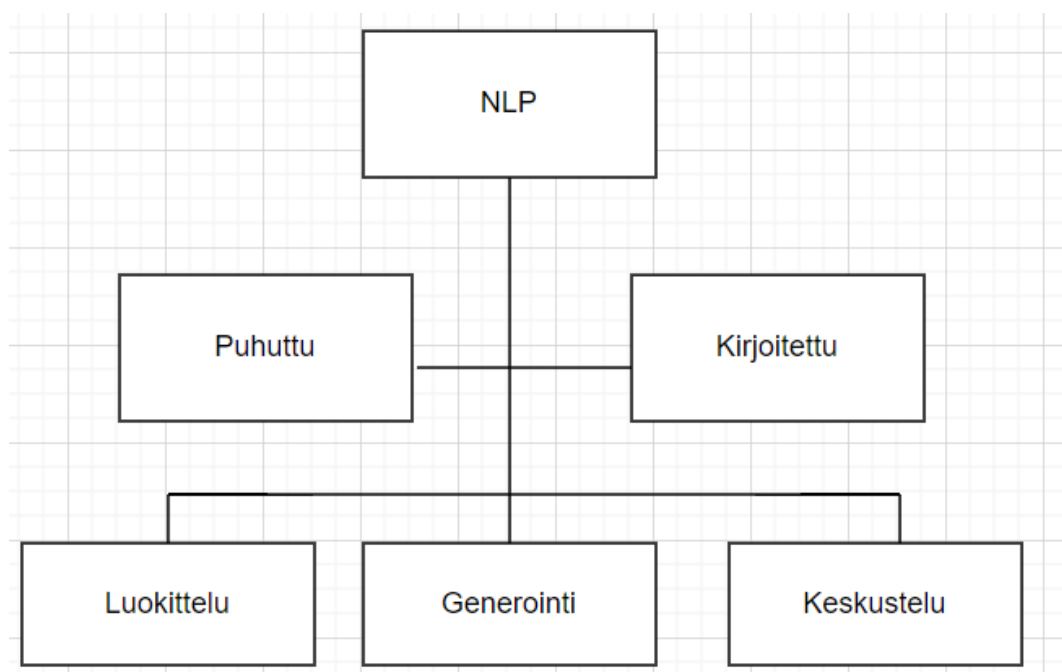 NLP
Puhuttu
Kirjoitettu
Luokittelu
Generointi
Keskustelu